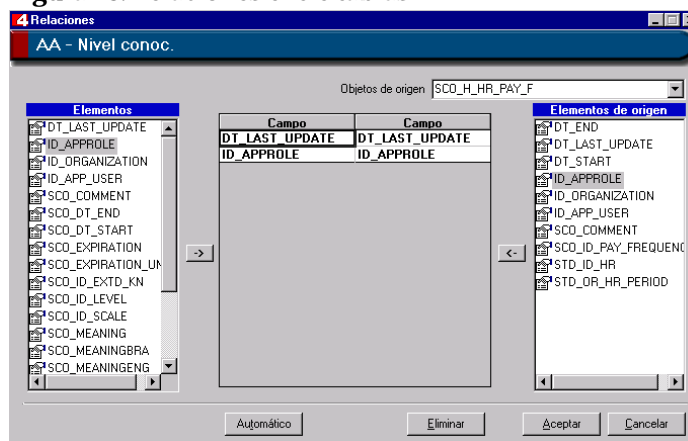 4 Relaciones
AA - Nivel conoc.
Objetos de origen SCO_H_HR_PAY_F
Elementos
DT_LAST_UPDATE
ID_APPROLE
ID_ORGANIZATION
ID_APP_USER
SCO_COMMENT
SCO_DT_END
SCO_DT_START
SCO_EXPIRATION
SCO_EXPIRATION_UN
SCO_ID_EXTD_KN
SCO_ID_LEVEL
SCO_ID_SCALE
SCO_MEANING
SCO_MEANINGBRA
SCO_MEANINGENG
->
Campo Campo
DT_LAST_UPDATE DT_LAST_UPDATE
ID_APPROLE ID_APPROLE
<-
Elementos de origen
DT_END
DT_LAST_UPDATE
DT_START
ID_APPROLE
ID_ORGANIZATION
ID_APP_USER
SCO_COMMENT
SCO_ID_PAY_FREQUENC
STD_ID_HR
STD_OR_HR_PERIOD
Automático Eliminar Aceptar Cancelar